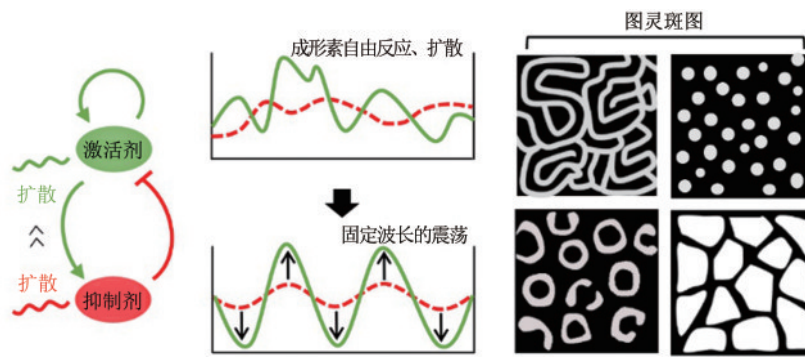 激活剂
扩散
扩散
抑制剂
成形素自由反应、扩散
固定波长的震荡
图灵斑图